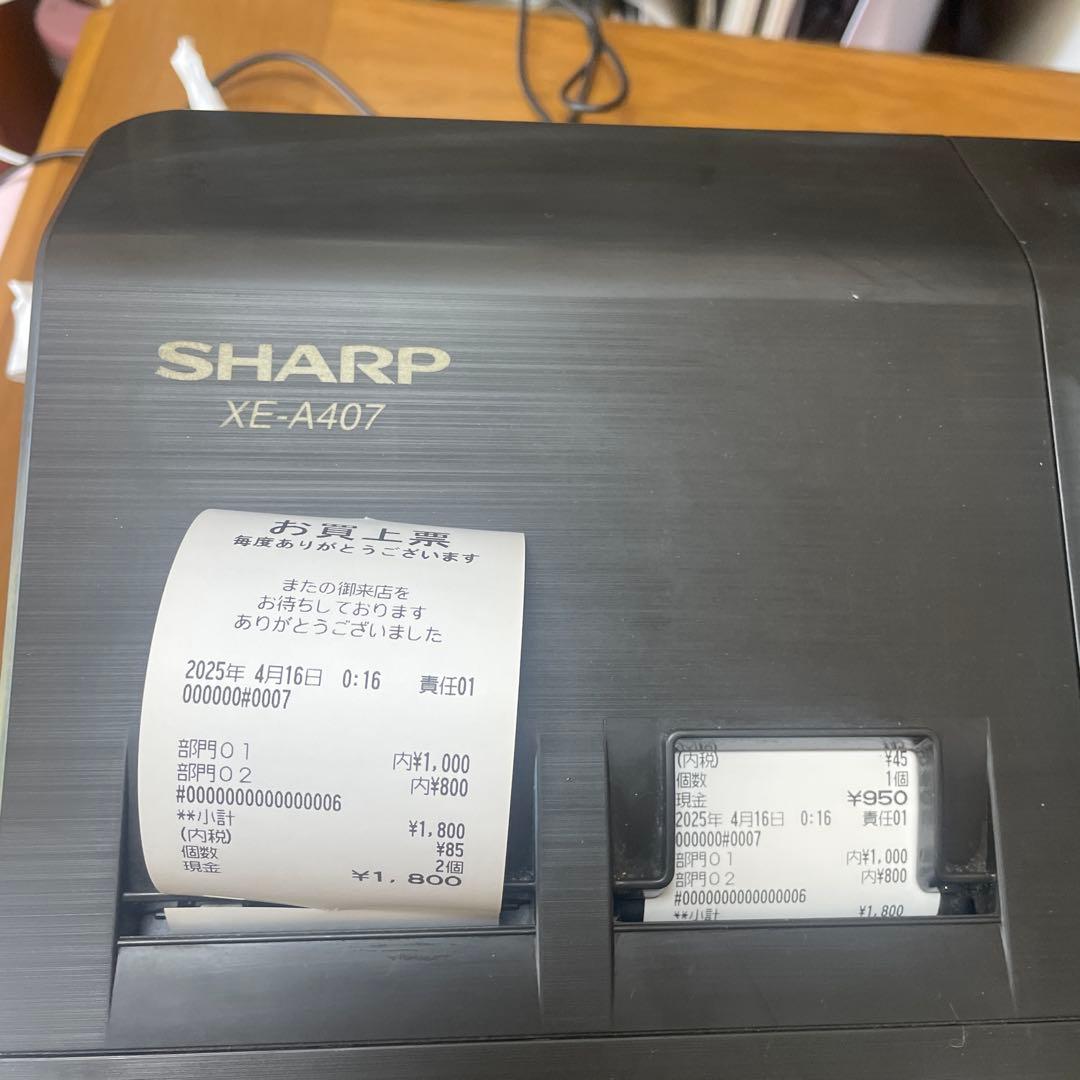 SHARP
XE-A407
お買上票
毎度ありがとうございます
またの御来店を
お待ちしております
ありがとうございました
2025年 4月16日 0:16 責任01
000000#0007
部門01 内¥1,000
部門02 内¥800
#0000000000000006
**小計 ¥1,800
(内税) ¥85
個数 2個
現金 ¥1,800
(内税) ¥45
個数 1個
現金 ¥950
2025年 4月16日 0:16 責任01
000000#0007
部門01 内¥1,000
部門02 内¥800
#0000000000000006
**小計 ¥1,800